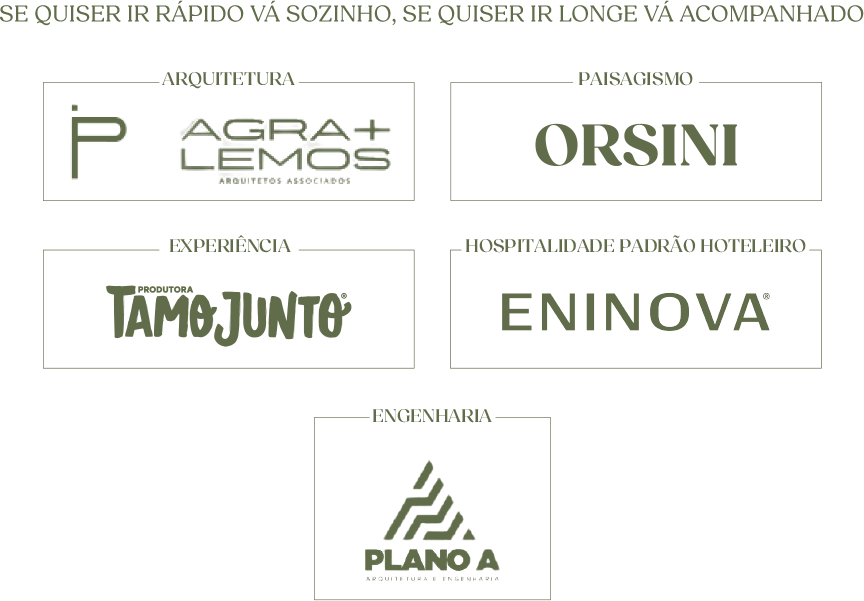 SE QUISER IR RÁPIDO VÁ SOZINHO, SE QUISER IR LONGE VÁ ACOMPANHADO
ARQUITETURA
iP
AGRA+
LEMOS
ARQUITETOS ASSOCIADOS
PAISAGISMO
ORSINI
EXPERIÊNCIA
PRODUTORA
TAMO JUNTO®
HOSPITALIDADE PADRÃO HOTELEIRO
ENINOVA®
ENGENHARIA
PLANO A
ARQUITETURA E ENGENHARIA